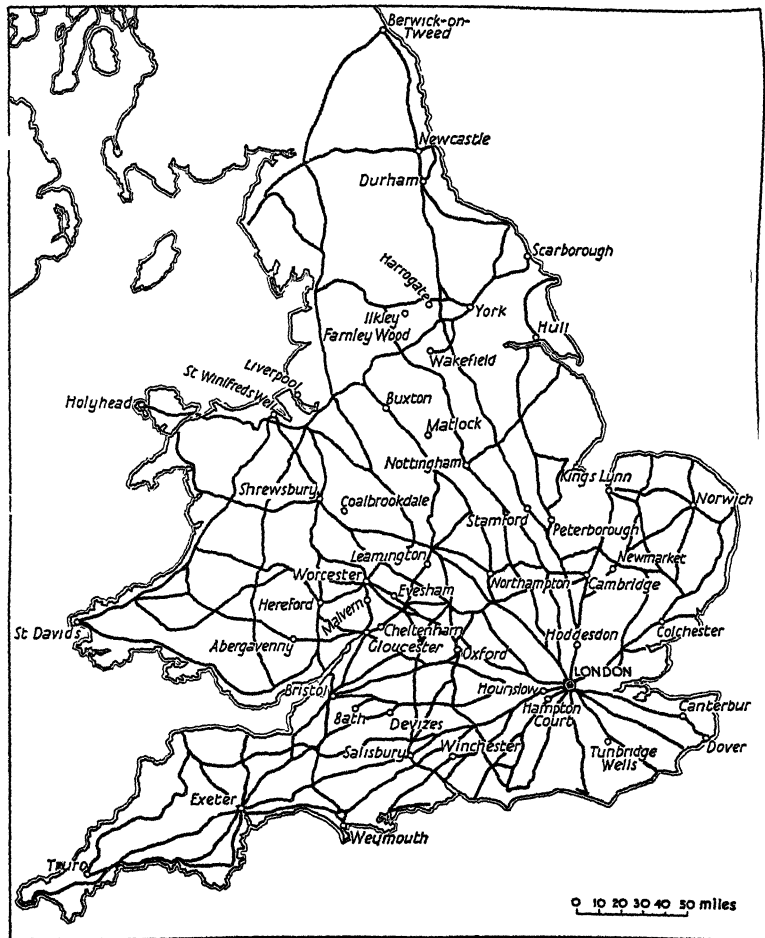 Berwick-on-
Tweed
Newcastle
Durham
Scarborough
Harrogate
Ilkley
York
Farnley Wood
Hull
Wakefield
Liverpool
St Winifreds Well
Holyhead
Buxton
Matlock
Nottingham
Kings Lynn
Shrewsbury
Coalbrookdale
Norwich
Stamford
Peterborough
Leamington
Newmarket
Worcester
Evesham
Northampton
Cambridge
Hereford
Malvern
St Davids
Abergavenny
Cheltenham
Gloucester
Oxford
Hoddesdon
Colchester
LONDON
Bristol
Hounslow
Hampton
Court
Canterbur
Bath
Devizes
Dover
Salisbury
Winchester
Tunbridge
Wells
Exeter
Weymouth
Truro
0 10 20 30 40 50 miles